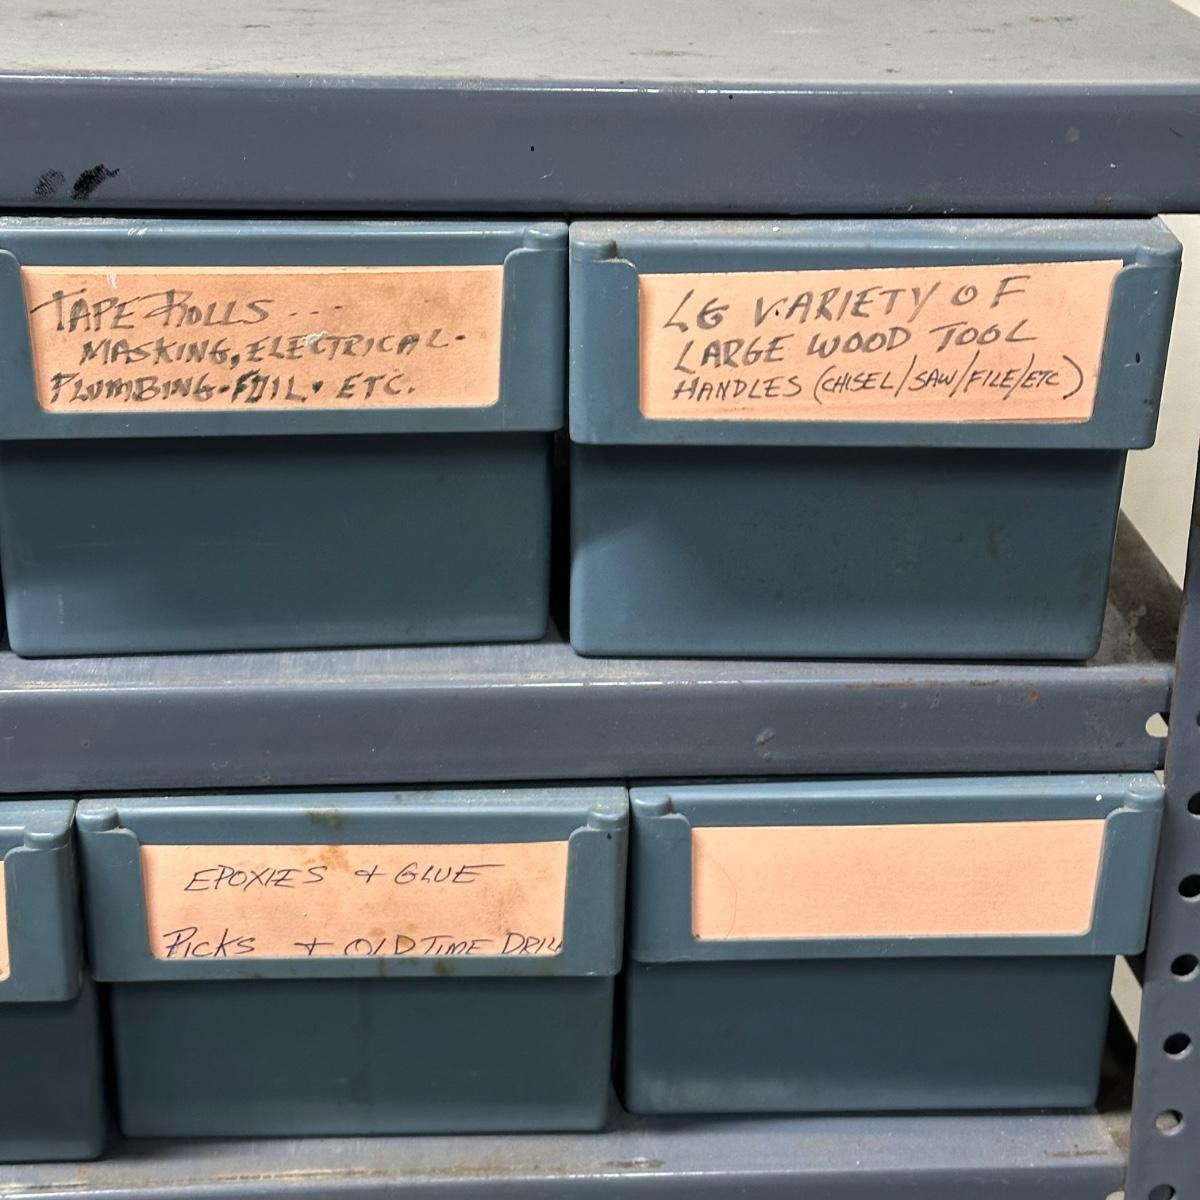 TAPE ROLLS ...
MASKING, ELECTRICAL.
PLUMBING. FOIL. ETC.
LG VARIETY OF
LARGE WOOD TOOL
HANDLES (CHISEL/SAW/FILE/ETC)
EPOXIES + GLUE
PICKS + OLD TIME DRILL